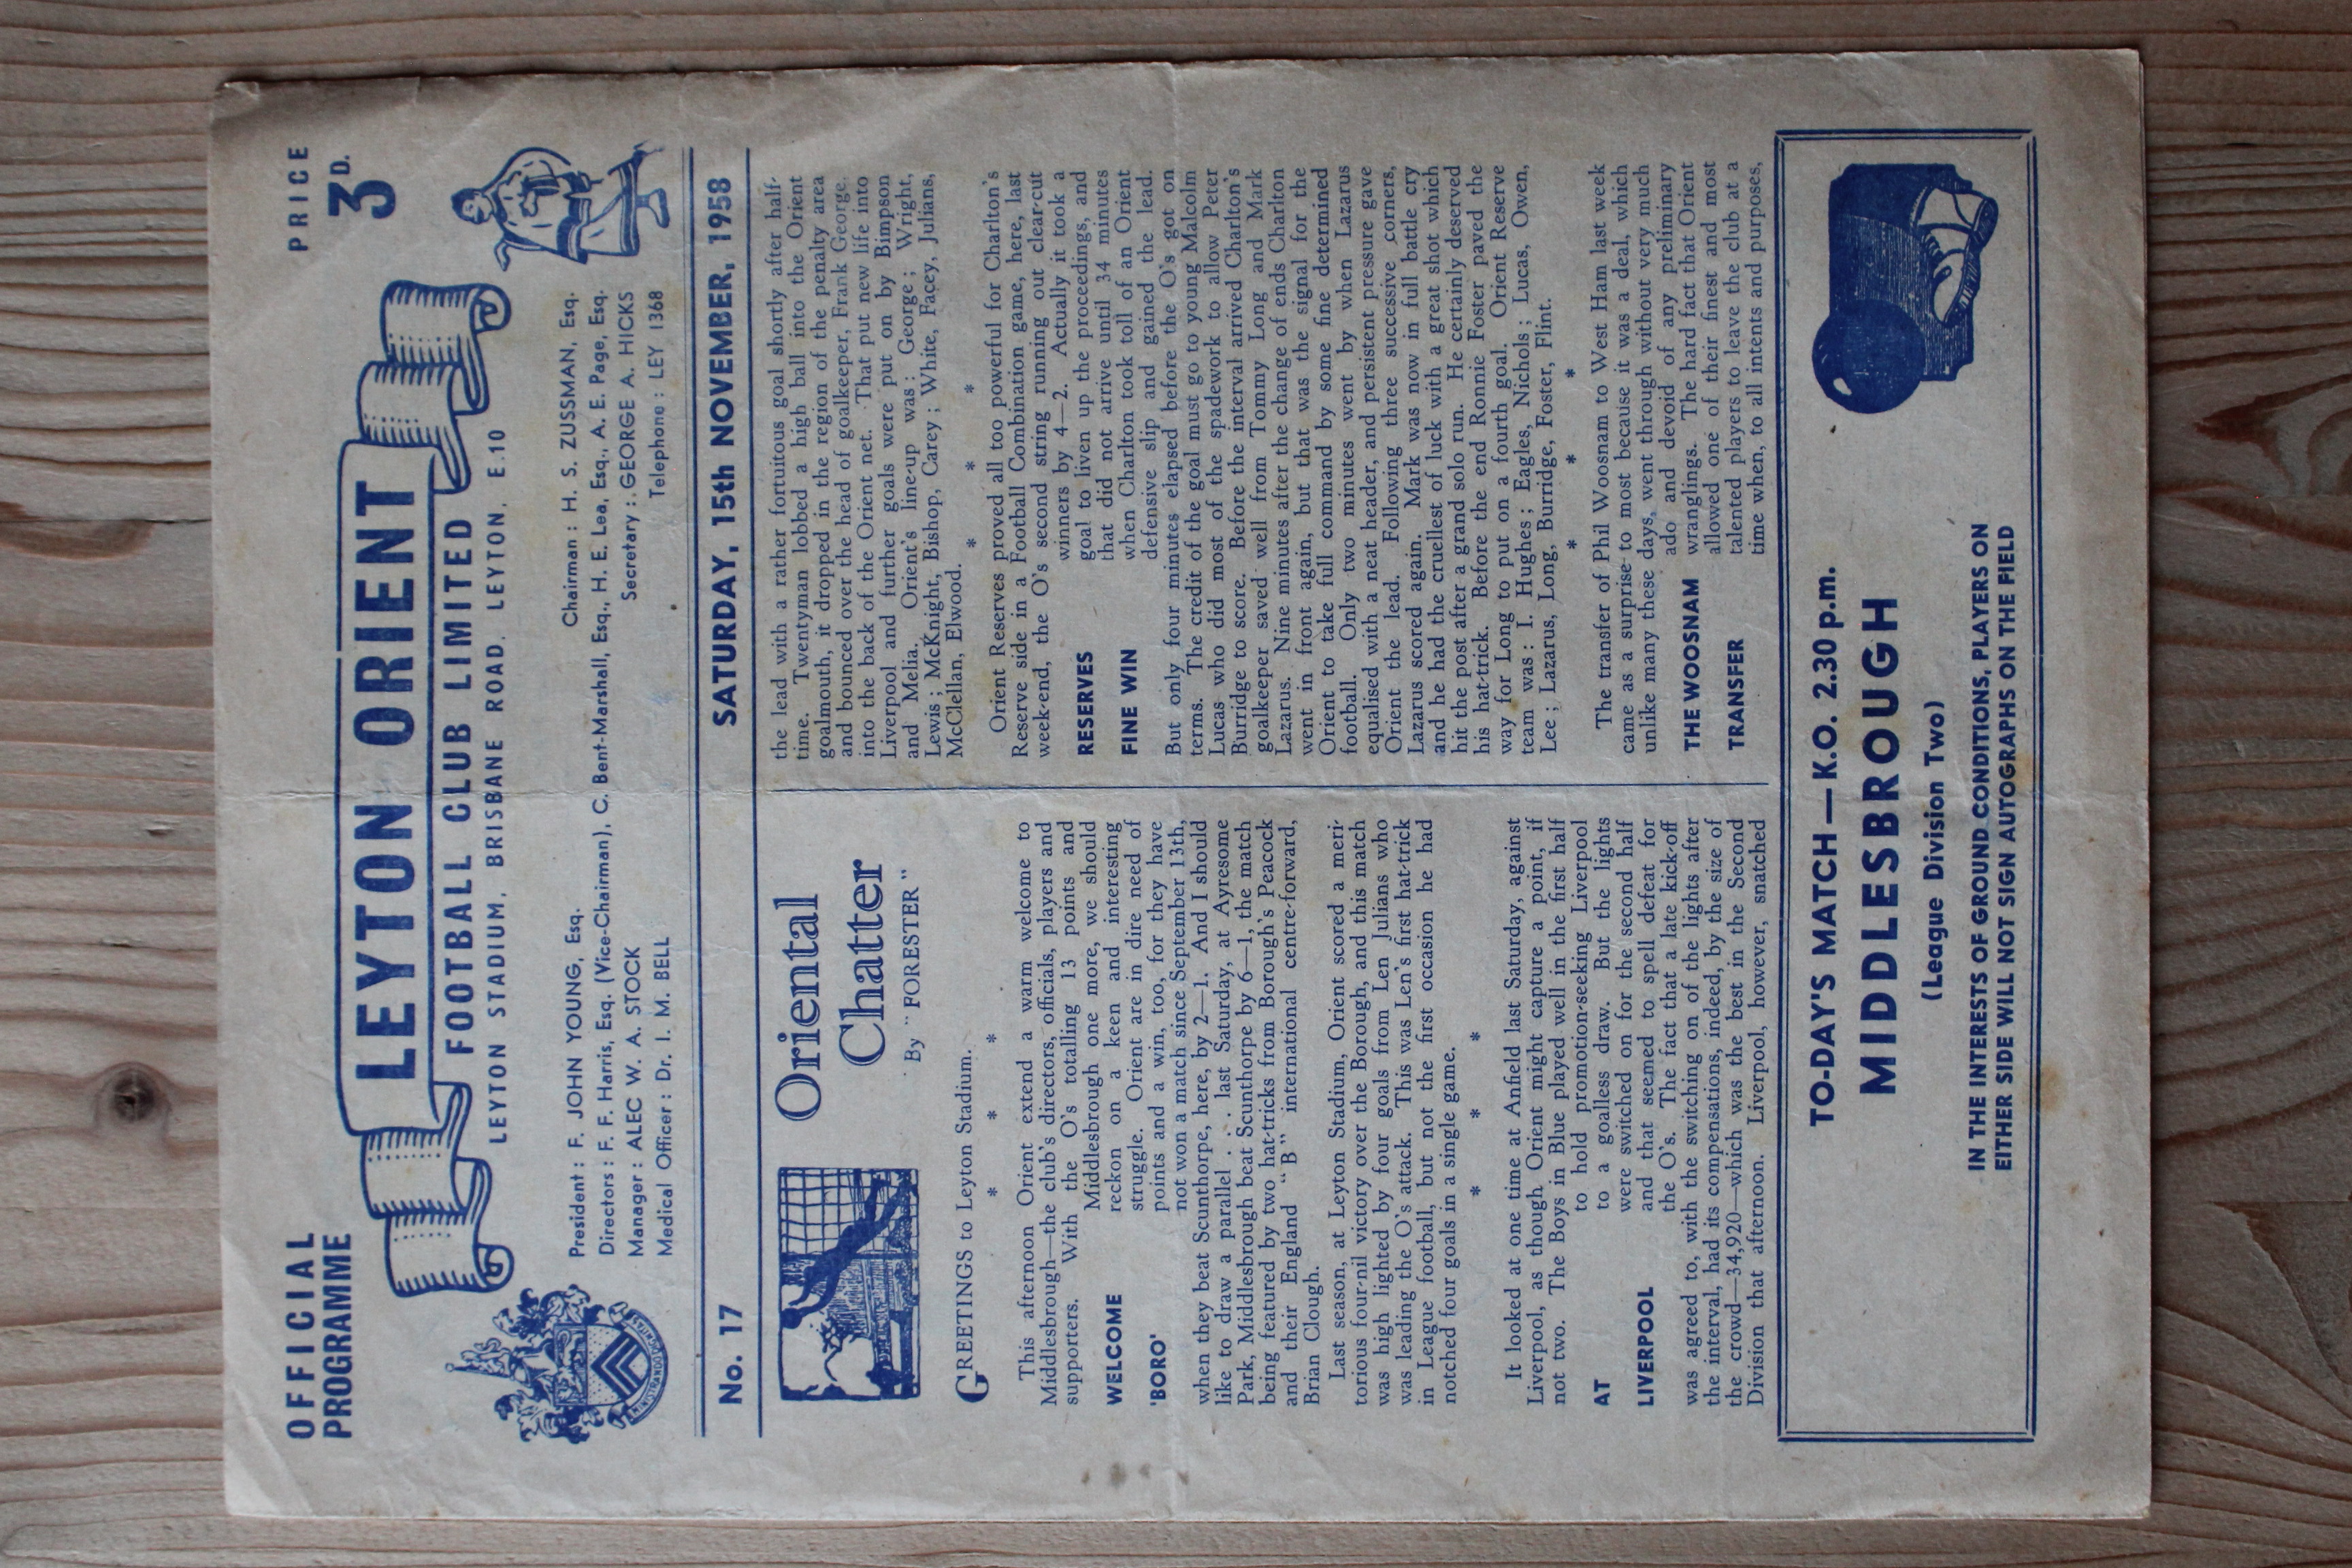 OFFICIAL
PROGRAMME
PRICE
3D.
LEYTON ORIENT
FOOTBALL CLUB LIMITED
LEYTON STADIUM, BRISBANE ROAD, LEYTON, E.10
President : F. JOHN YOUNG, Esq.
Chairman : H. S. ZUSSMAN, Esq.
Directors : F. F. Harris, Esq. (Vice-Chairman), C. Bent-Marshall, Esq., H. E. Lea, Esq., A. E. Page, Esq.
Manager : ALEC W. A. STOCK
Secretary : GEORGE A. HICKS
Medical Officer : Dr. I. M. BELL
Telephone : LEY 1368
No. 17
SATURDAY, 15th NOVEMBER, 1958
Oriental
Chatter
By "FORESTER"
GREETINGS to Leyton Stadium.
* * *
This afternoon Orient extend a warm welcome to
Middlesbrough—the club's directors, officials, players and
supporters. With the O's totalling 13 points and
WELCOME
'BORO'
Middlesbrough one more, we should
reckon on a keen and interesting
struggle. Orient are in dire need of
points and a win, too, for they have
not won a match since September 13th,
when they beat Scunthorpe, here, by 2—1. And I should
like to draw a parallel . . . last Saturday, at Ayresome
Park, Middlesbrough beat Scunthorpe by 6—1, the match
being featured by two hat-tricks from Borough's Peacock
and their England "B" international centre-forward,
Brian Clough.
Last season, at Leyton Stadium, Orient scored a meri-
torious four-nil victory over the Borough, and this match
was high lighted by four goals from Len Julians who
was leading the O's attack. This was Len's first hat-trick
in League football, but not the first occasion he had
notched four goals in a single game.
* * *
It looked at one time at Anfield last Saturday, against
Liverpool, as though Orient might capture a point, if
not two. The Boys in Blue played well in the first half
AT
LIVERPOOL
to hold promotion-seeking Liverpool
to a goalless draw. But the lights
were switched on for the second half
and that seemed to spell defeat for
the O's. The fact that a late kick-off
was agreed to, with the switching on of the lights after
the interval, had its compensations, indeed, by the size of
the crowd—34,920—which was the best in the Second
Division that afternoon. Liverpool, however, snatched
the lead with a rather fortuitous goal shortly after half-
time. Twentyman lobbed a high ball into the Orient
goalmouth, it dropped in the region of the penalty area
and bounced over the head of goalkeeper, Frank George,
into the back of the Orient net. That put new life into
Liverpool and further goals were put on by Bimpson
and Melia. Orient's line-up was : George ; Wright,
Lewis ; McKnight, Bishop, Carey ; White, Facey, Julians,
McClellan, Elwood.
* * *
Orient Reserves proved all too powerful for Charlton's
Reserve side in a Football Combination game, here, last
week-end, the O's second string running out clear-cut
RESERVES
FINE WIN
winners by 4—2. Actually it took a
goal to liven up the proceedings, and
that did not arrive until 34 minutes
when Charlton took toll of an Orient
defensive slip and gained the lead.
But only four minutes elapsed before the O's got on
terms. The credit of the goal must go to young Malcolm
Lucas who did most of the spadework to allow Peter
Burridge to score. Before the interval arrived Charlton's
goalkeeper saved well from Tommy Long and Mark
Lazarus. Nine minutes after the change of ends Charlton
went in front again, but that was the signal for the
Orient to take full command by some fine determined
football. Only two minutes went by when Lazarus
equalised with a neat header, and persistent pressure gave
Orient the lead. Following three successive corners,
Lazarus scored again. Mark was now in full battle cry
and he had the cruellest of luck with a great shot which
hit the post after a grand solo run. He certainly deserved
his hat-trick. Before the end Ronnie Foster paved the
way for Long to put on a fourth goal. Orient Reserve
team was : I. Hughes ; Eagles, Nichols ; Lucas, Owen,
Lee ; Lazarus, Long, Burridge, Foster, Flint.
* * *
The transfer of Phil Woosnam to West Ham last week
came as a surprise to most because it was a deal, which
unlike many these days, went through without very much
THE WOOSNAM
TRANSFER
ado and devoid of any preliminary
wranglings. The hard fact that Orient
allowed one of their finest and most
talented players to leave the club at a
time when, to all intents and purposes,
TO-DAY'S MATCH—K.O. 2.30 p.m.
MIDDLESBROUGH
(League Division Two)
IN THE INTERESTS OF GROUND CONDITIONS, PLAYERS ON
EITHER SIDE WILL NOT SIGN AUTOGRAPHS ON THE FIELD